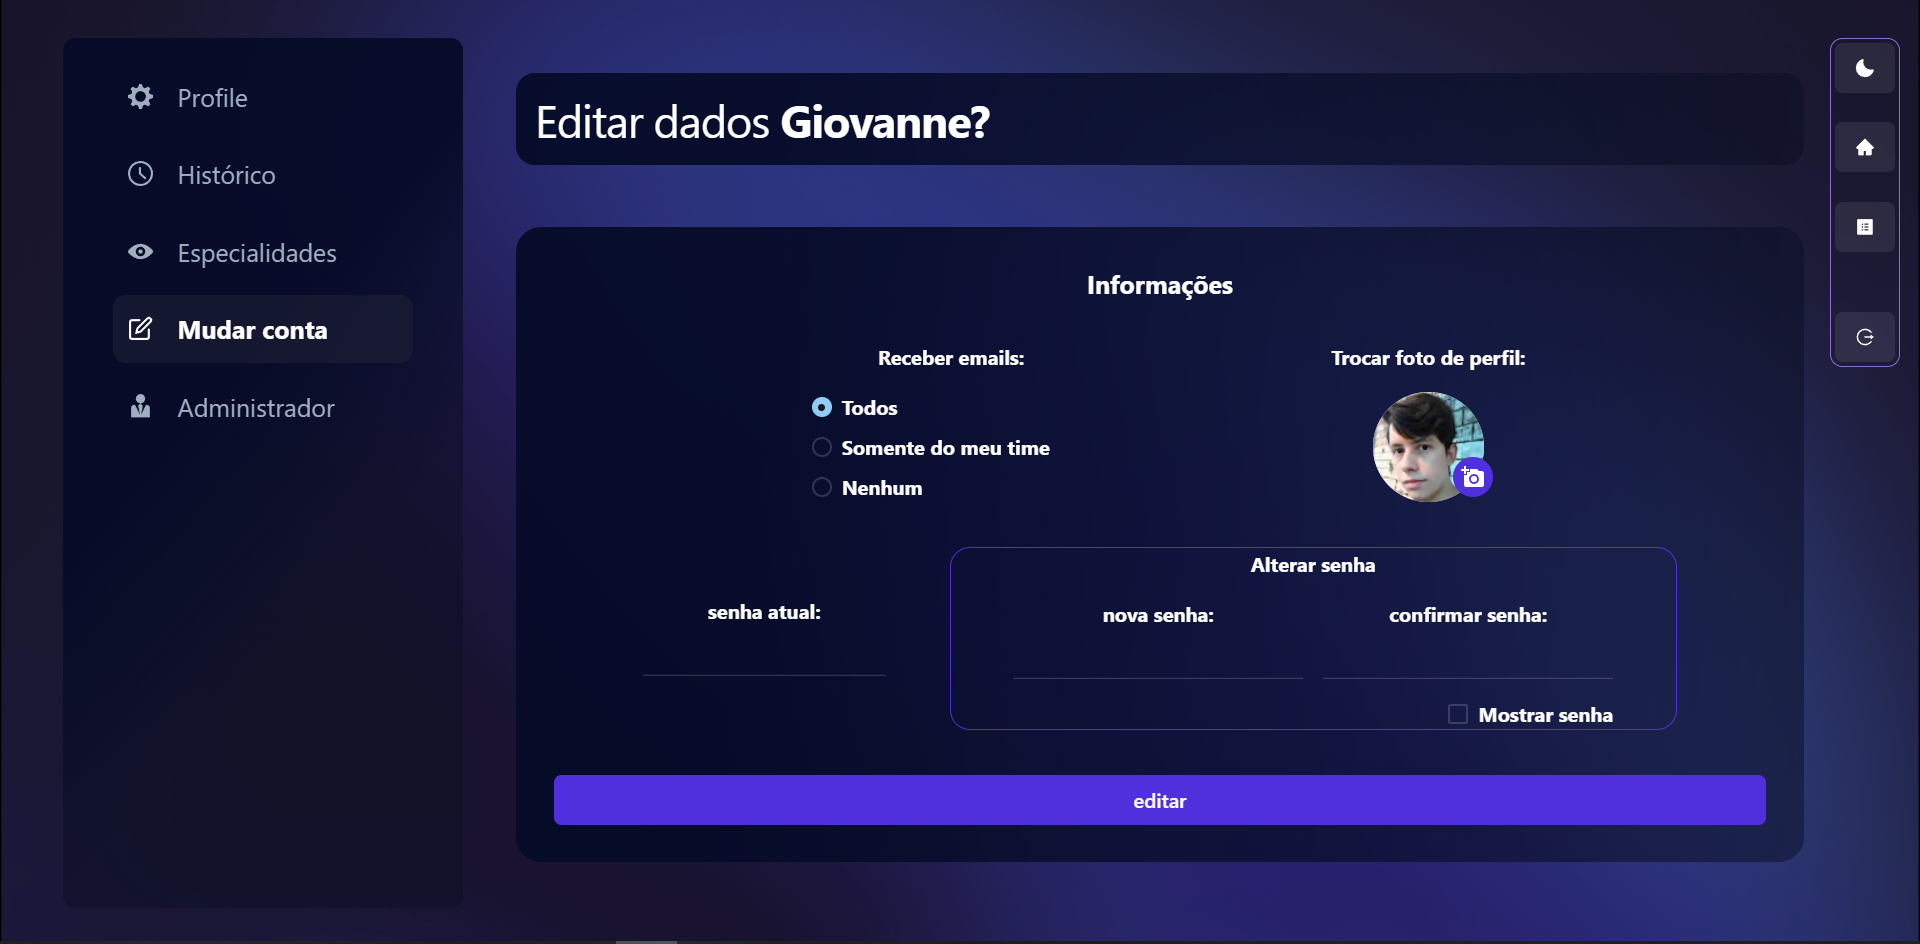 Profile
Histórico
Especialidades
Mudar conta
Administrador
Editar dados Giovanne?
Informações
Receber emails:
Todos
Somente do meu time
Nenhum
Trocar foto de perfil:
senha atual:
Alterar senha
nova senha:
confirmar senha:
Mostrar senha
editar